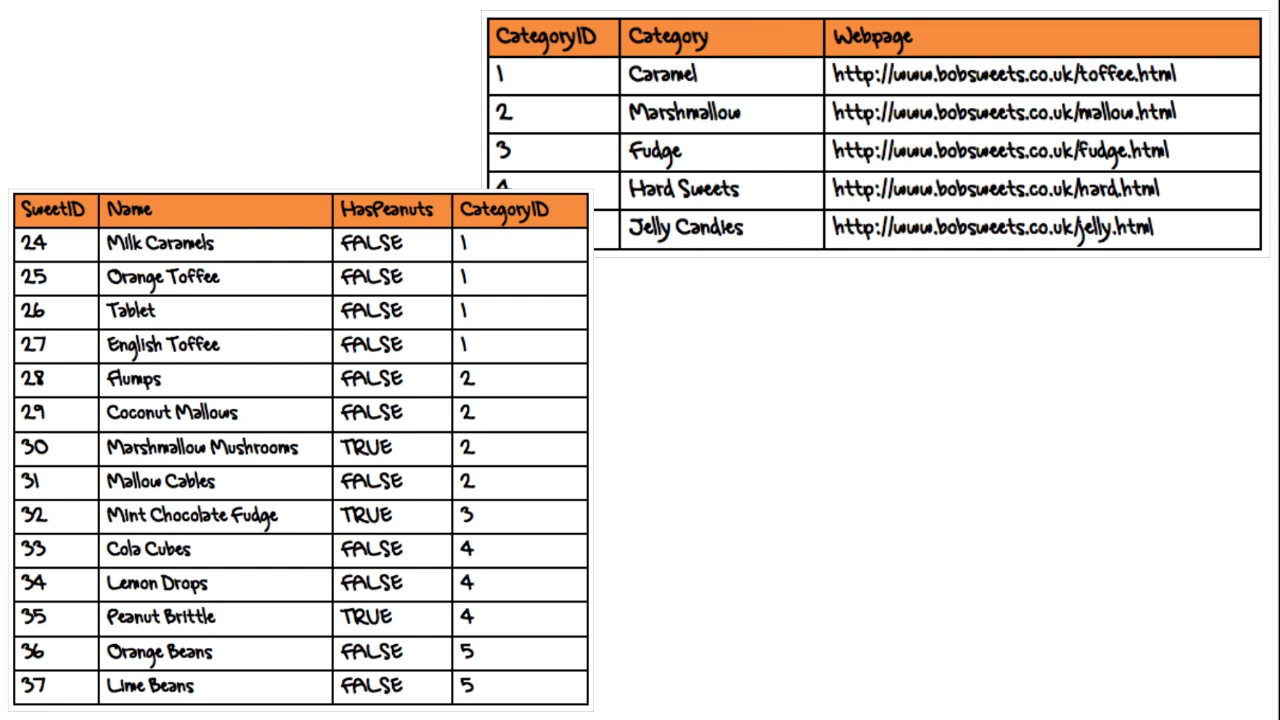 CategoryID Category Webpage
1 Caramel http://www.bobsweets.co.uk/toffee.html
2 Marshmallow http://www.bobsweets.co.uk/mallow.html
3 Fudge http://www.bobsweets.co.uk/fudge.html
Hard Sweets http://www.bobsweets.co.uk/hard.html
Jelly Candies http://www.bobsweets.co.uk/jelly.html
SweetID Name HasPeanuts CategoryID
24 Milk Caramels FALSE 1
25 Orange Toffee FALSE 1
26 Tablet FALSE 1
27 English Toffee FALSE 1
28 Flumps FALSE 2
29 Coconut Mallows FALSE 2
30 Marshmallow Mushrooms TRUE 2
31 Mallow Cables FALSE 2
32 Mint Chocolate Fudge TRUE 3
33 Cola Cubes FALSE 4
34 Lemon Drops FALSE 4
35 Peanut Brittle TRUE 4
36 Orange Beans FALSE 5
37 Lime Beans FALSE 5